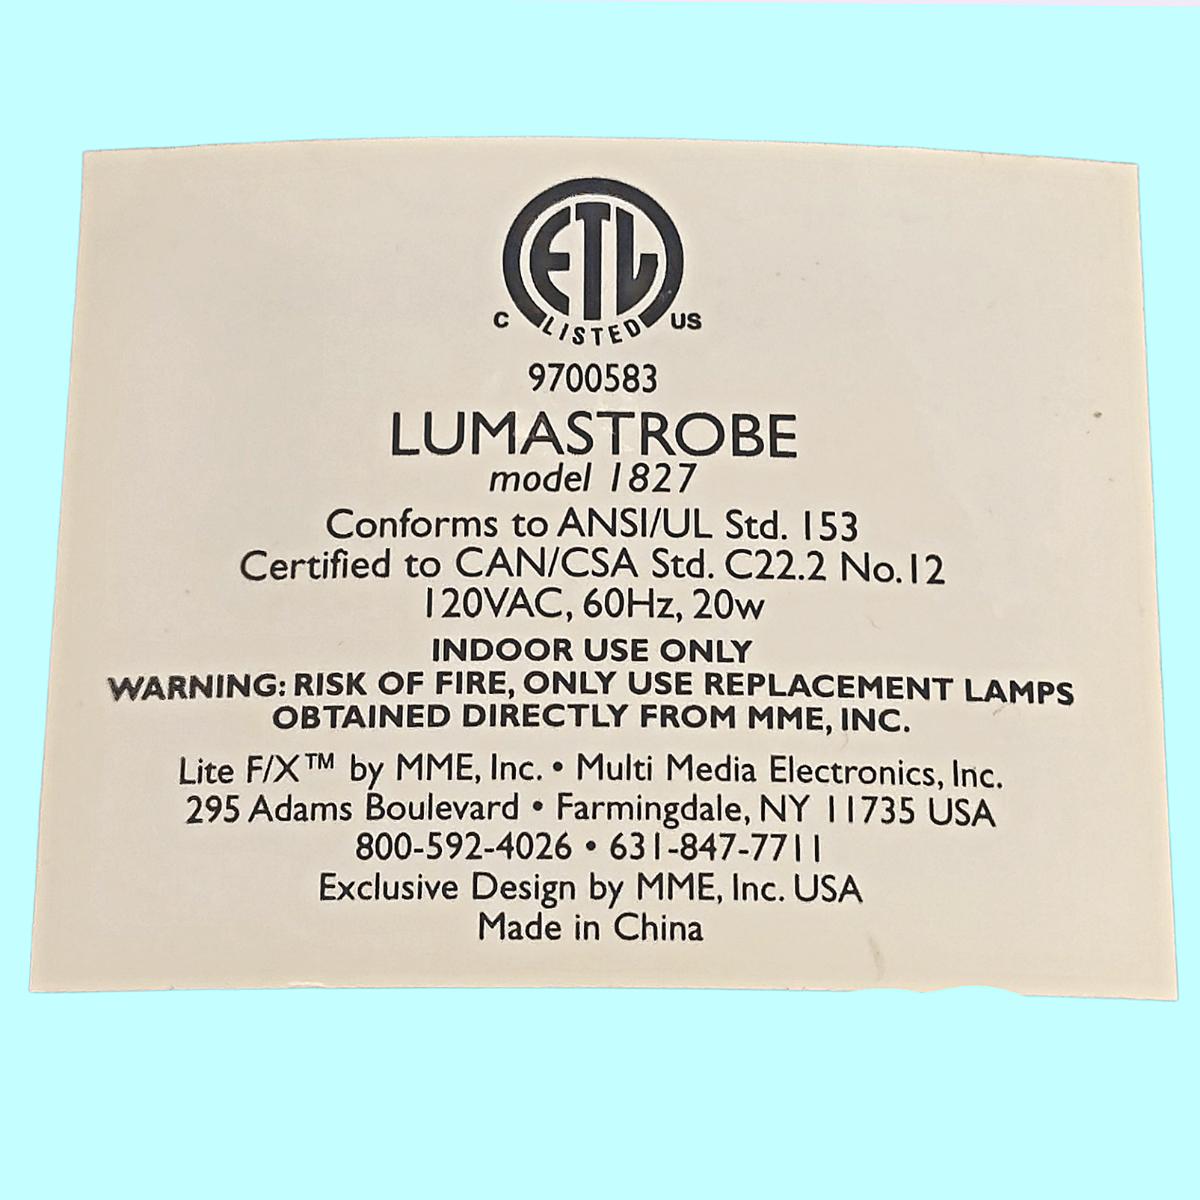 ETL
C LISTED US
9700583
LUMASTROBE
model 1827
Conforms to ANSI/UL Std. 153
Certified to CAN/CSA Std. C22.2 No.12
120VAC, 60Hz, 20w
INDOOR USE ONLY
WARNING: RISK OF FIRE, ONLY USE REPLACEMENT LAMPS
OBTAINED DIRECTLY FROM MME, INC.
Lite F/X™ by MME, Inc. • Multi Media Electronics, Inc.
295 Adams Boulevard • Farmingdale, NY 11735 USA
800-592-4026 • 631-847-7711
Exclusive Design by MME, Inc. USA
Made in China